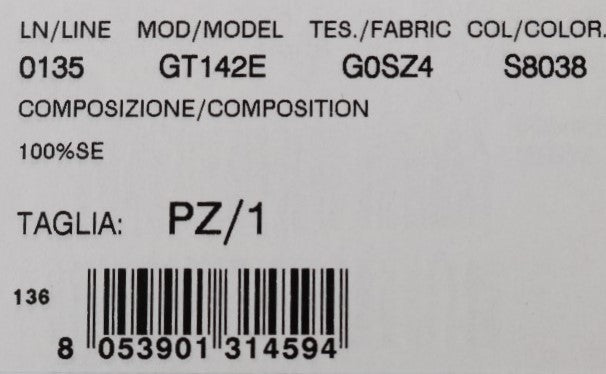 LN/LINE MOD/MODEL TES./FABRIC COL/COLOR.
0135 GT142E G0SZ4 S8038
COMPOSIZIONE/COMPOSITION
100%SE
TAGLIA: PZ/1
136
8 053901 314594